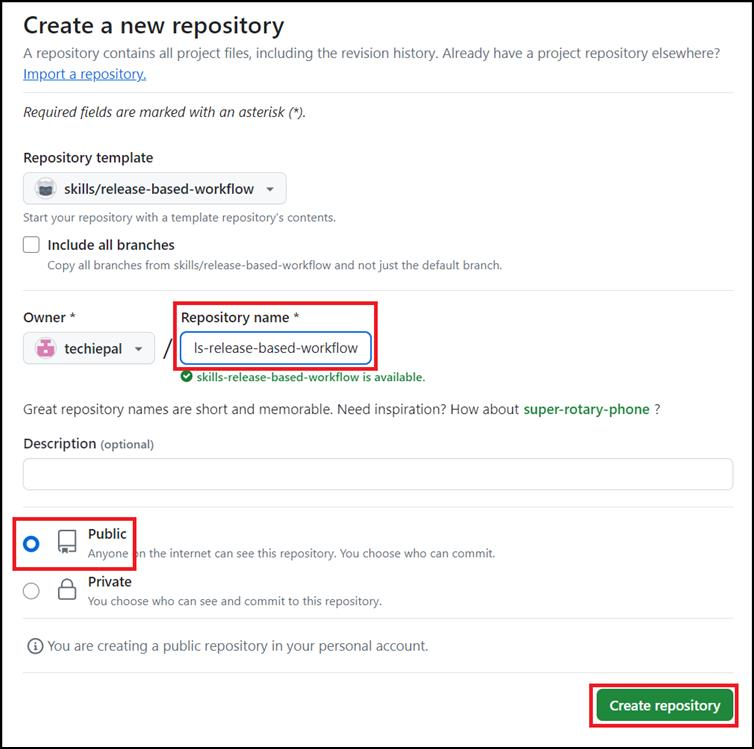 Create a new repository
A repository contains all project files, including the revision history. Already have a project repository elsewhere?
Import a repository.
Required fields are marked with an asterisk (*).
Repository template
skills/release-based-workflow
Start your repository with a template repository's contents.
Include all branches
Copy all branches from skills/release-based-workflow and not just the default branch.
Owner * Repository name *
techiepal / ls-release-based-workflow
skills-release-based-workflow is available.
Great repository names are short and memorable. Need inspiration? How about super-rotary-phone ?
Description (optional)
Public
Anyone on the internet can see this repository. You choose who can commit.
Private
You choose who can see and commit to this repository.
You are creating a public repository in your personal account.
Create repository